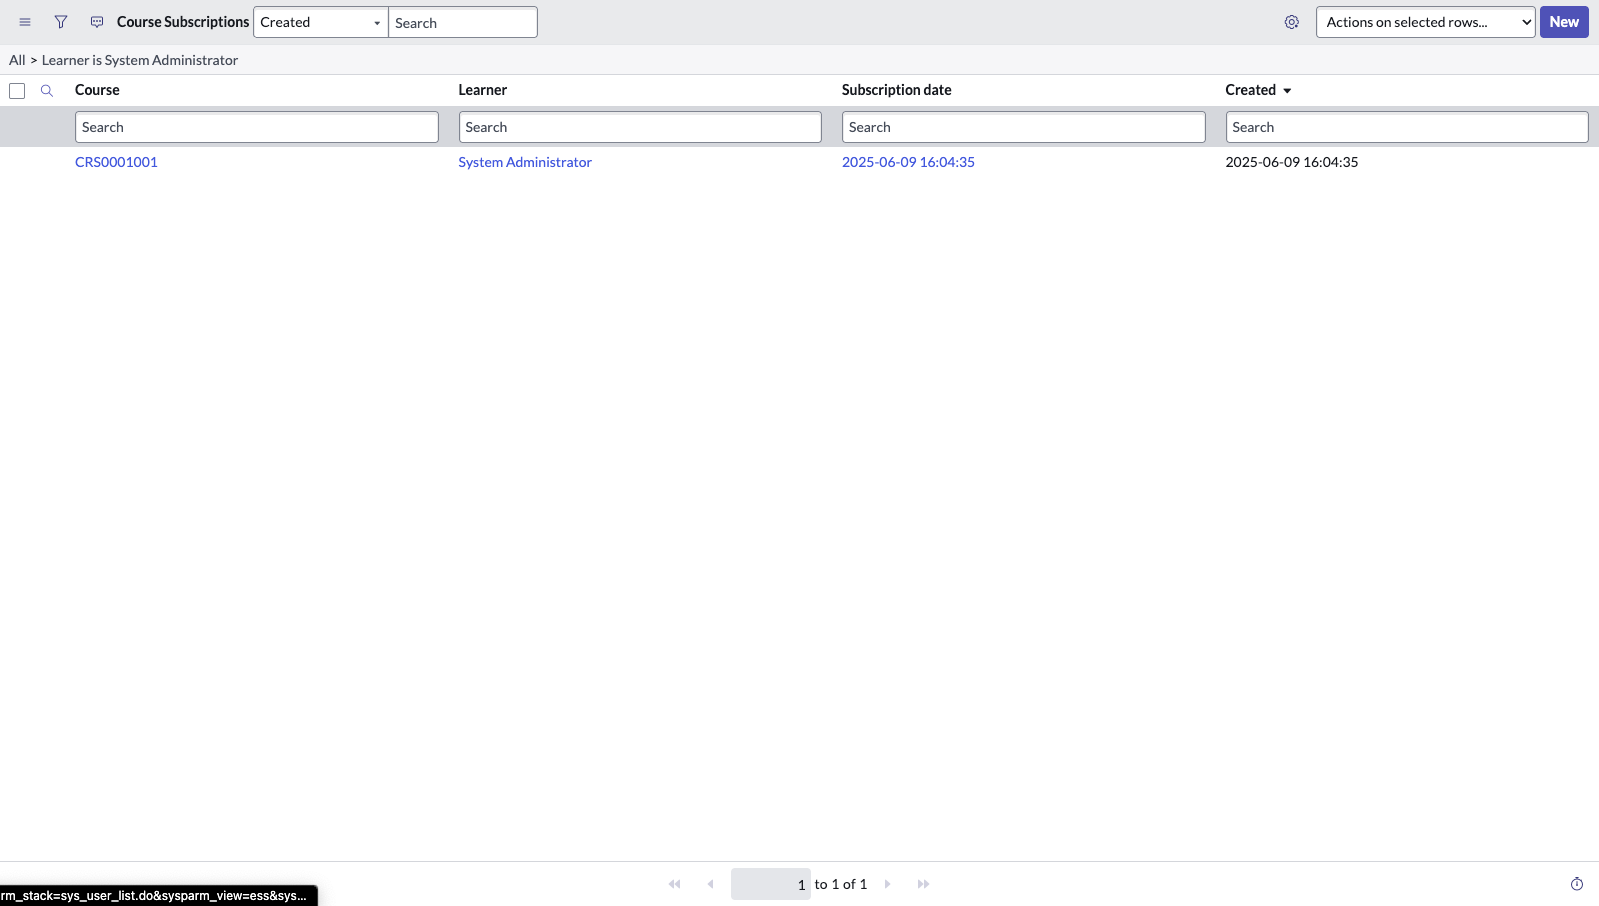 Course Subscriptions Created Search Actions on selected rows... New
All > Learner is System Administrator
Course Learner Subscription date Created
Search Search Search Search
CRS0001001 System Administrator 2025-06-09 16:04:35 2025-06-09 16:04:35
1 to 1 of 1
rm_stack=sys_user_list.do&sysparm_view=ess&sys...